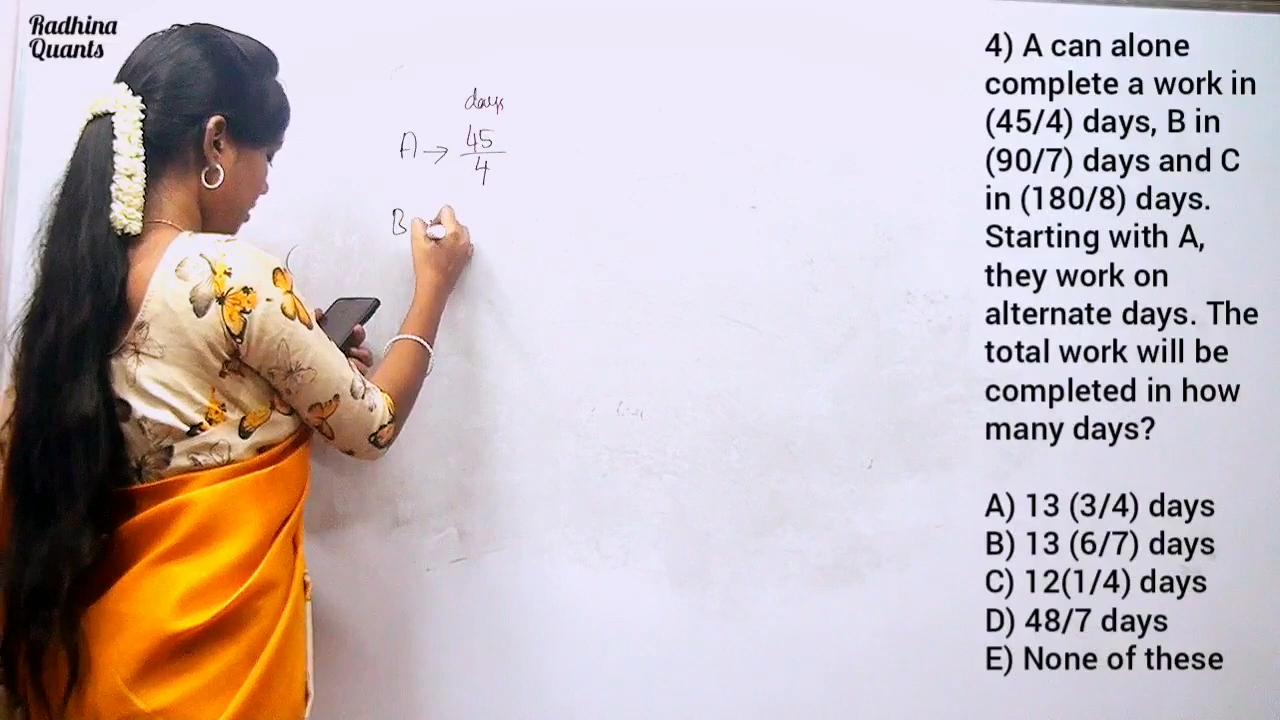 Radhina
Quants
days
A → 45/4
B
4) A can alone
complete a work in
(45/4) days, B in
(90/7) days and C
in (180/8) days.
Starting with A,
they work on
alternate days. The
total work will be
completed in how
many days?
A) 13 (3/4) days
B) 13 (6/7) days
C) 12(1/4) days
D) 48/7 days
E) None of these